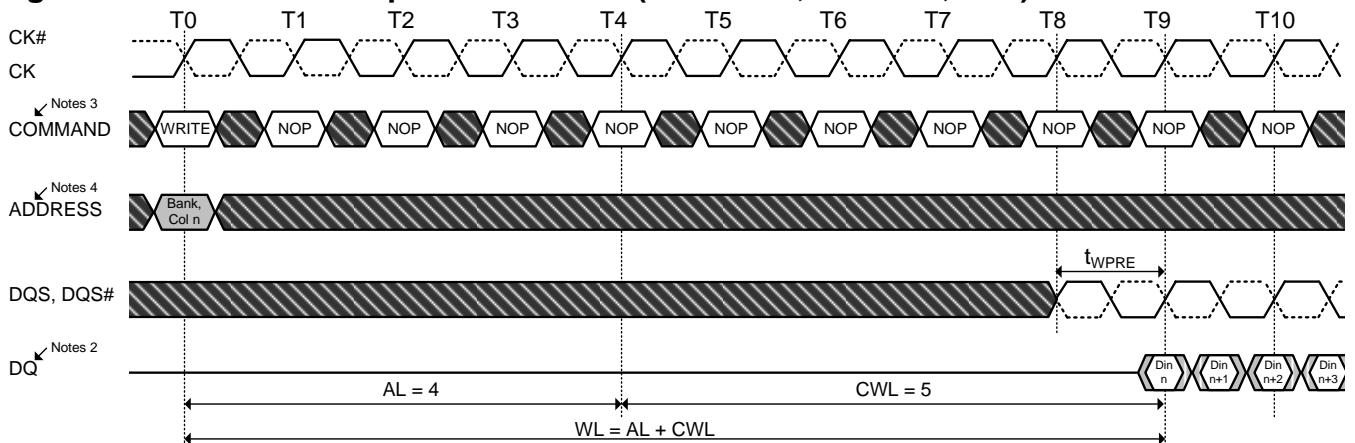 T0 T1 T2 T3 T4 T5 T6 T7 T8 T9 T10
CK#
CK
Notes 3
COMMAND WRITE NOP NOP NOP NOP NOP NOP NOP NOP NOP NOP
Notes 4
ADDRESS Bank,
Col n
tWPRE
DQS, DQS#
Notes 2
DQ Din n Din n+1 Din n+2 Din n+3
AL = 4 CWL = 5
WL = AL + CWL